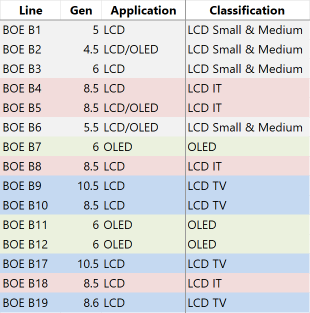 Line Gen Application Classification
BOE B1 5 LCD LCD Small & Medium
BOE B2 4.5 LCD/OLED LCD Small & Medium
BOE B3 6 LCD LCD Small & Medium
BOE B4 8.5 LCD LCD IT
BOE B5 8.5 LCD/OLED LCD IT
BOE B6 5.5 LCD/OLED LCD Small & Medium
BOE B7 6 OLED OLED
BOE B8 8.5 LCD LCD IT
BOE B9 10.5 LCD LCD TV
BOE B10 8.5 LCD LCD TV
BOE B11 6 OLED OLED
BOE B12 6 OLED OLED
BOE B17 10.5 LCD LCD TV
BOE B18 8.5 LCD LCD IT
BOE B19 8.6 LCD LCD TV